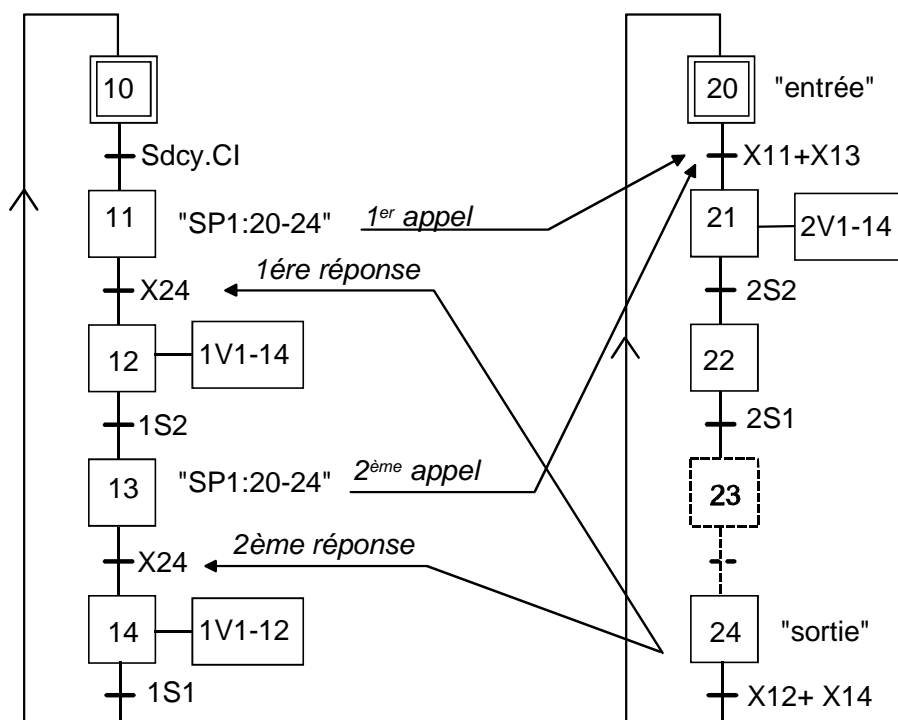 10
Sdcy.CI
11
"SP1:20-24"
1er appel
X24
1ére réponse
12
1V1-14
1S2
13
"SP1:20-24"
2ème appel
X24
2ème réponse
14
1V1-12
1S1
20
"entrée"
X11+X13
21
2V1-14
2S2
22
2S1
23
24
"sortie"
X12+ X14